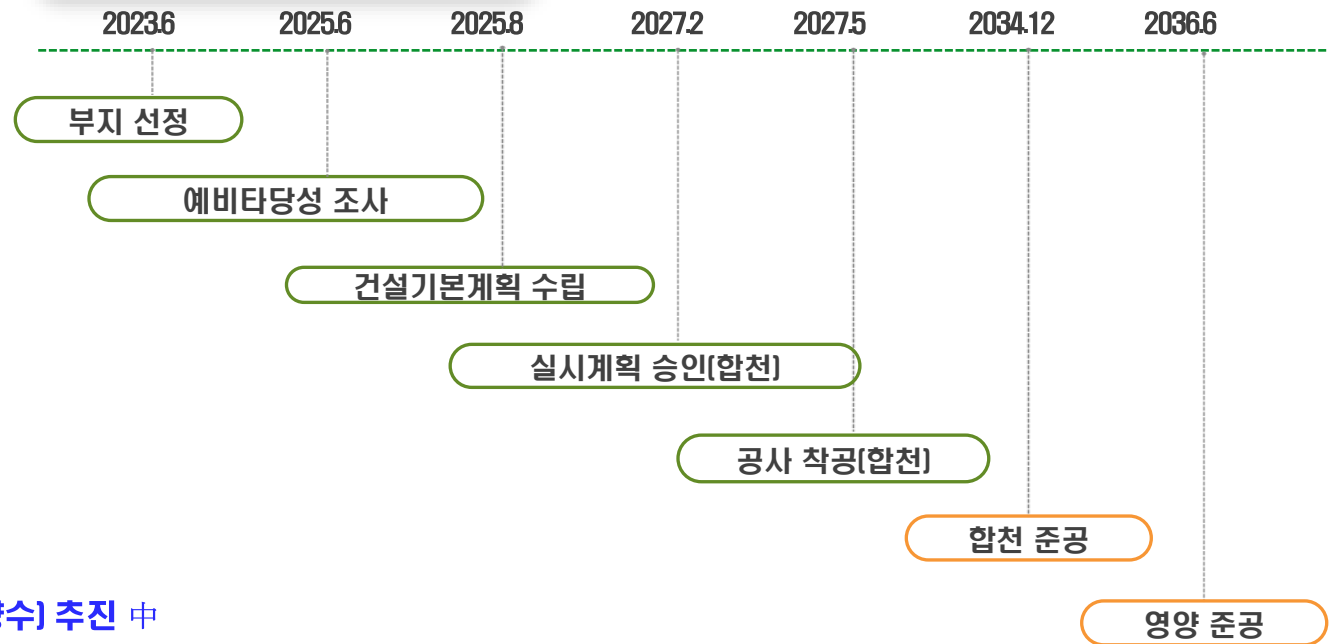 2023.6 2025.6 2025.8 2027.2 2027.5 2034.12 2036.6
부지 선정
예비타당성 조사
건설기본계획 수립
실시계획 승인(합천)
공사 착공(합천)
합천 준공
수) 추진 中
영양 준공